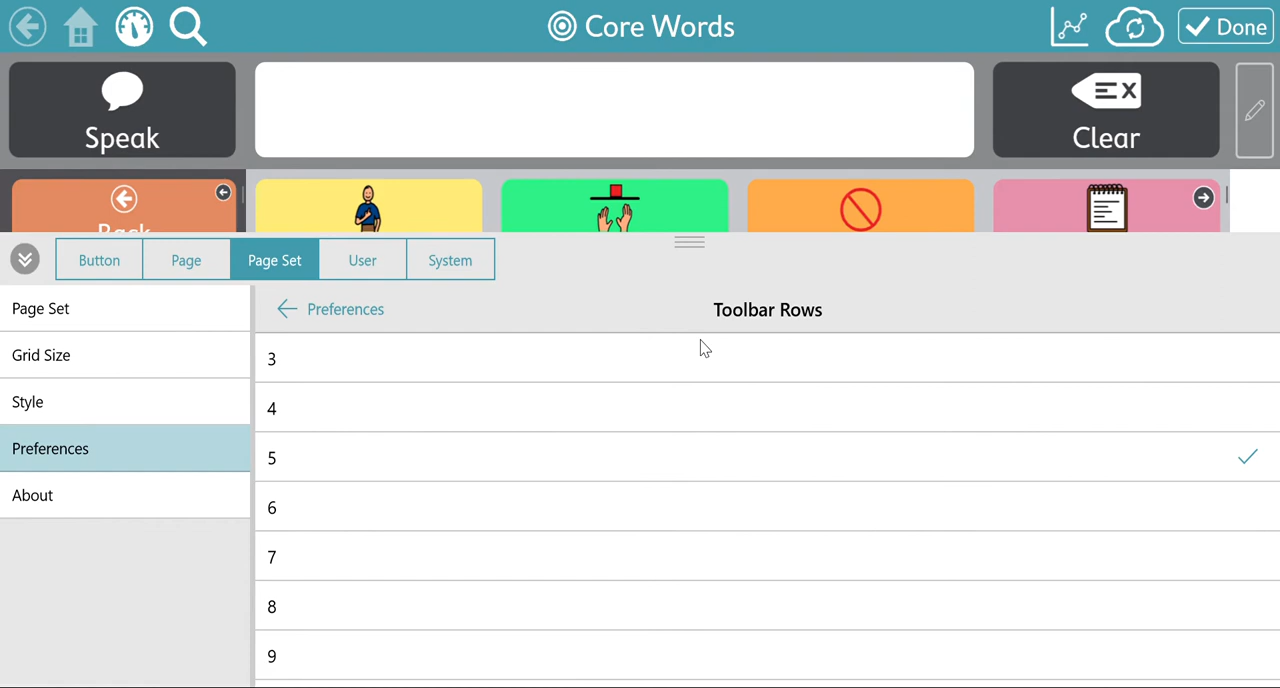 Core Words
Done
Speak
Clear
Back
Button
Page
Page Set
User
System
Page Set
Grid Size
Style
Preferences
About
Preferences
Toolbar Rows
3
4
5
6
7
8
9